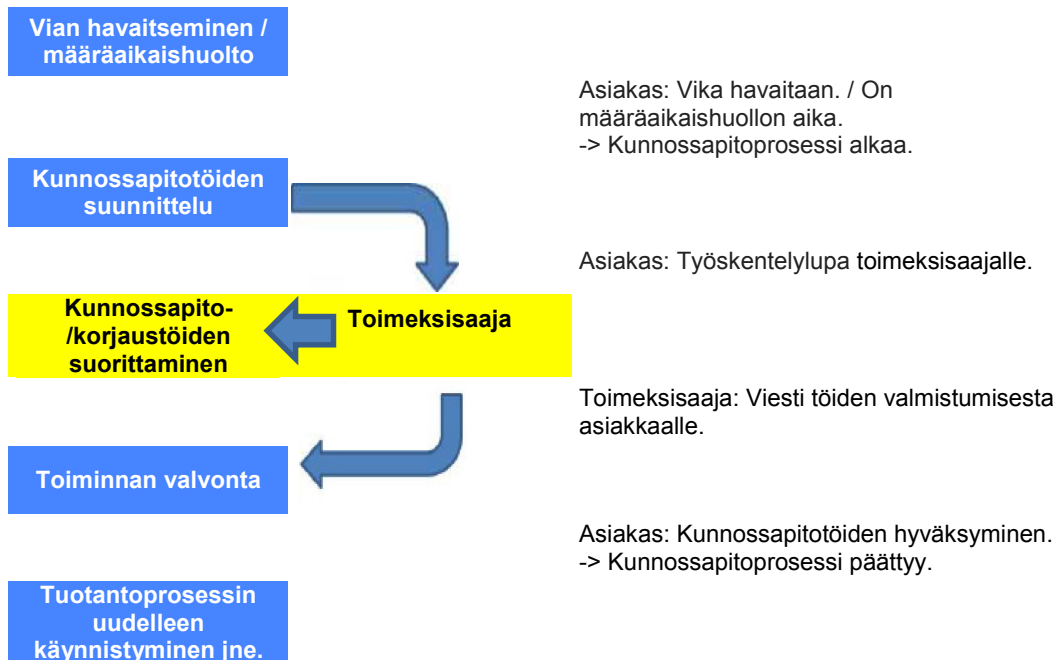 Vian havaitseminen /
määräaikaishuolto
Asiakas: Vika havaitaan. / On
määräaikaishuollon aika.
-> Kunnossapitoprosessi alkaa.
Kunnossapitotöiden
suunnittelu
Asiakas: Työskentelylupa toimeksisaajalle.
Kunnossapito-
/korjaustöiden
suorittaminen
Toimeksisaaja
Toimeksisaaja: Viesti töiden valmistumisesta
asiakkaalle.
Toiminnan valvonta
Asiakas: Kunnossapitotöiden hyväksyminen.
-> Kunnossapitoprosessi päättyy.
Tuotantoprosessin
uudelleen
käynnistyminen jne.